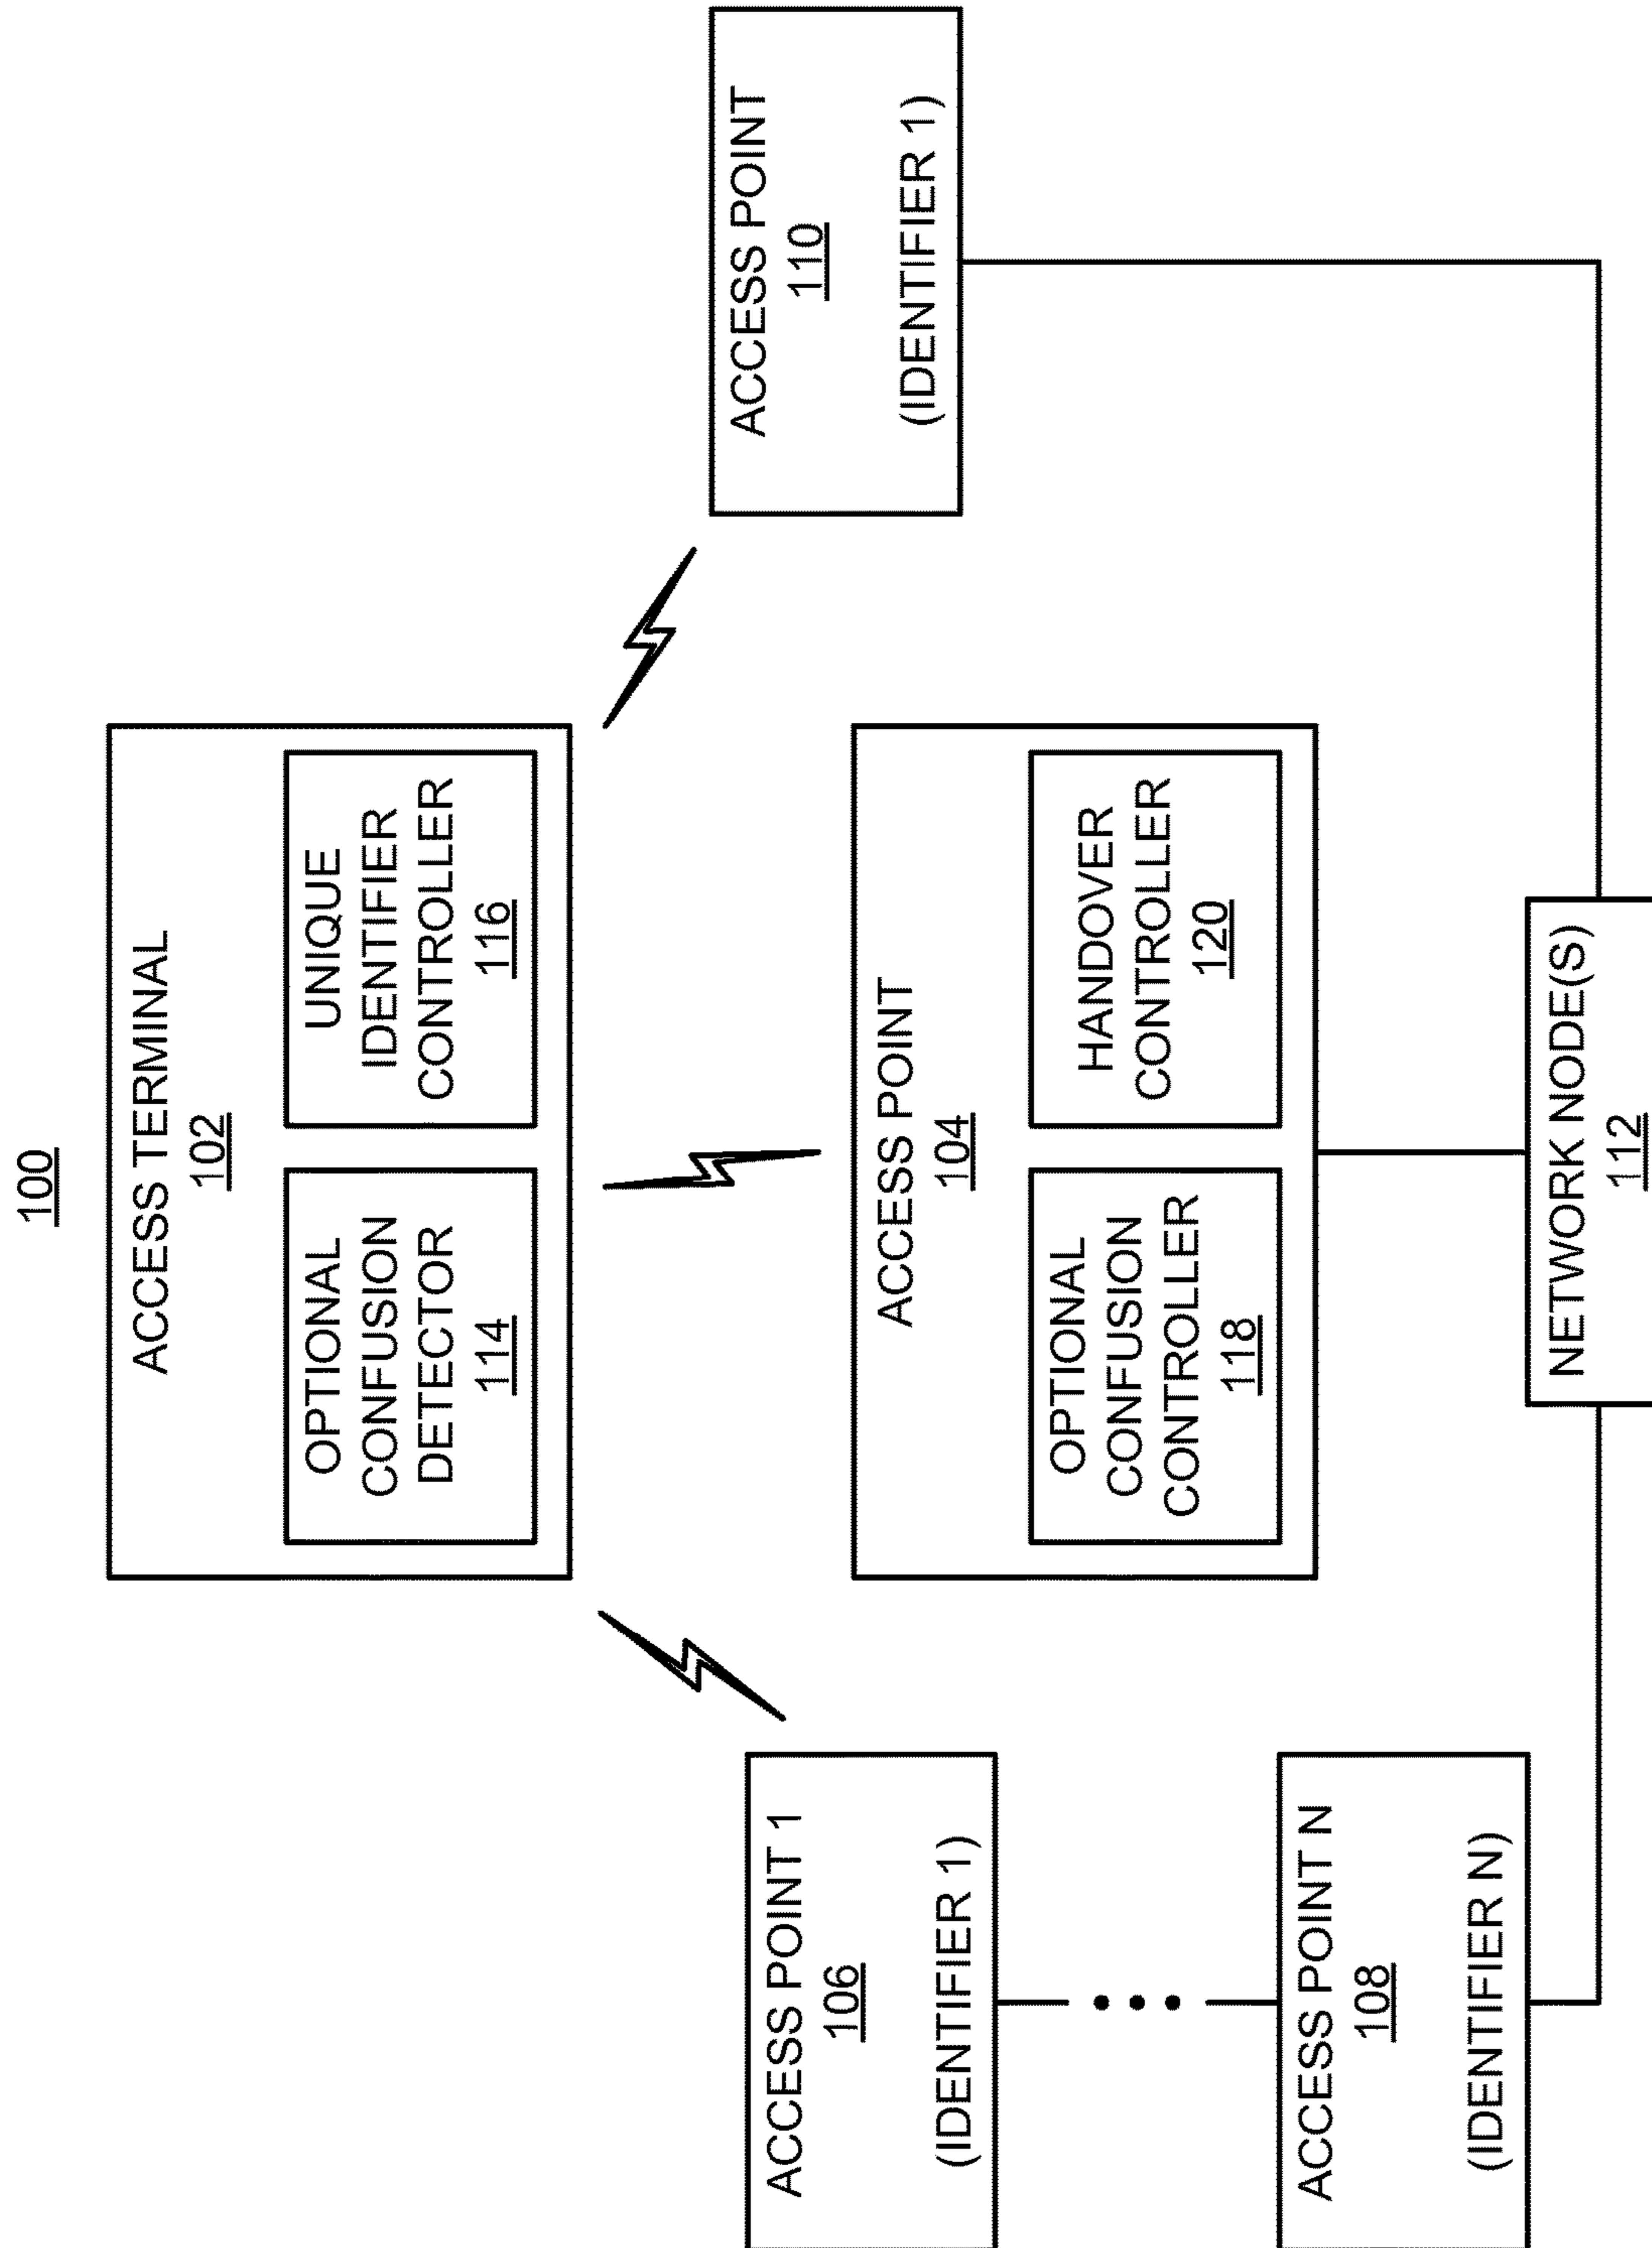 100
ACCESS TERMINAL
102
OPTIONAL
CONFUSION
DETECTOR
114
UNIQUE
IDENTIFIER
CONTROLLER
116
ACCESS POINT 1
106
(IDENTIFIER 1)
ACCESS POINT N
108
(IDENTIFIER N)
ACCESS POINT
104
OPTIONAL
CONFUSION
CONTROLLER
118
HANDOVER
CONTROLLER
120
ACCESS POINT
110
(IDENTIFIER 1)
NETWORK NODE(S)
112